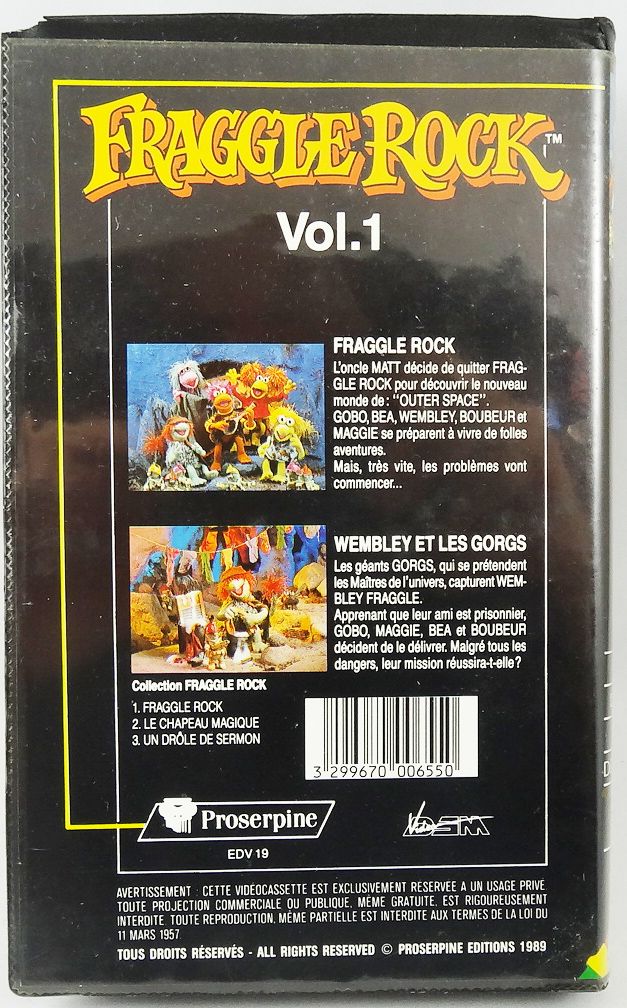 FRAGGLE ROCK™
Vol.1
FRAGGLE ROCK
L'oncle MATT décide de quitter FRAG-
GLE ROCK pour découvrir le nouveau
monde de: "OUTER SPACE".
GOBO, BEA, WEMBLEY, BOUBEUR et
MAGGIE se préparent à vivre de folles
aventures.
Mais, très vite, les problèmes vont
commencer...
WEMBLEY ET LES GORGS
Les géants GORGS, qui se prétendent
les Maîtres de l'univers, capturent WEM-
BLEY FRAGGLE.
Apprenant que leur ami est prisonnier,
GOBO, MAGGIE, BEA et BOUBEUR
décident de le délivrer. Malgré tous les
dangers, leur mission réussira-t-elle?
Collection FRAGGLE ROCK
1. FRAGGLE ROCK
2. LE CHAPEAU MAGIQUE
3. UN DRÔLE DE SERMON
3 299670 006550
Proserpine
EDV 19
AVERTISSEMENT : CETTE VIDÉOCASSETTE EST EXCLUSIVEMENT RÉSERVÉE A UN USAGE PRIVÉ.
TOUTE PROJECTION COMMERCIALE OU PUBLIQUE, MÊME GRATUITE, EST RIGOUREUSEMENT
INTERDITE. TOUTE REPRODUCTION, MÊME PARTIELLE EST INTERDITE AUX TERMES DE LA LOI DU
11 MARS 1957.
TOUS DROITS RÉSERVÉS - ALL RIGHTS RESERVED © PROSERPINE EDITIONS 1989